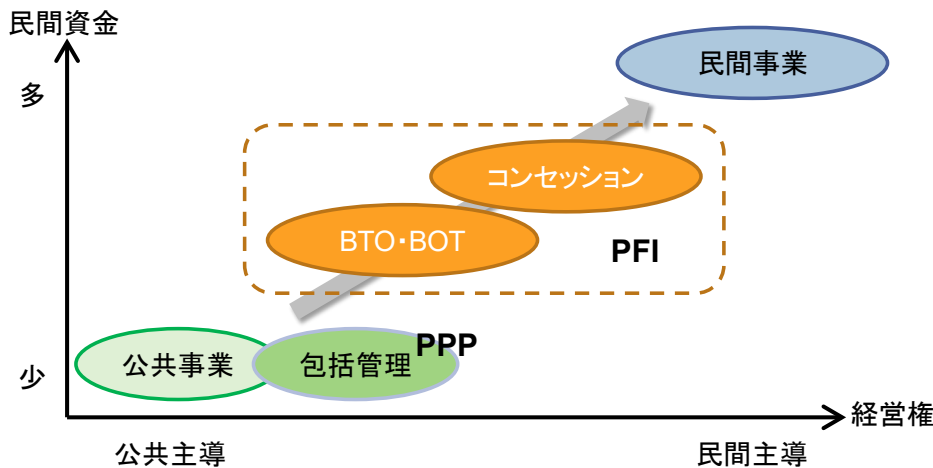 民間資金
多
民間事業
コンセッション
BTO・BOT
PFI
PPP
公共事業
包括管理
少
経営権
公共主導
民間主導